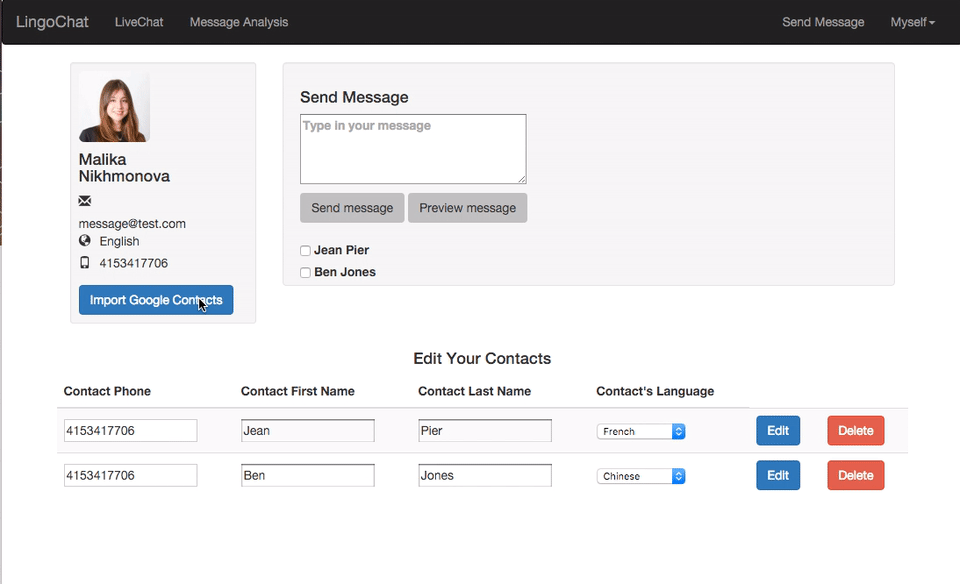 LingoChat LiveChat Message Analysis Send Message Myself
Malika
Nikhmonova
message@test.com
English
4153417706
Import Google Contacts
Send Message
Type in your message
Send message Preview message
Jean Pier
Ben Jones
Edit Your Contacts
Contact Phone Contact First Name Contact Last Name Contact's Language
4153417706 Jean Pier French Edit Delete
4153417706 Ben Jones Chinese Edit Delete